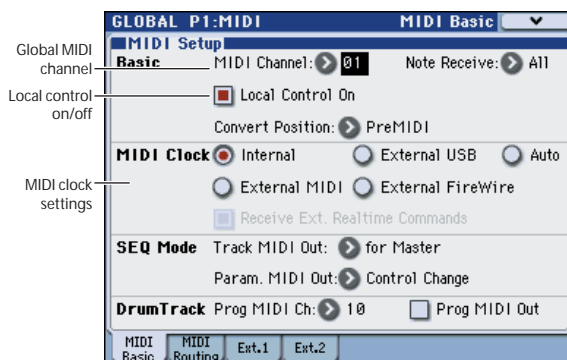 GLOBAL P1:MIDI MIDI Basic
MIDI Setup
Global MIDI
channel
Basic MIDI Channel: 01 Note Receive: All
Local control
on/off
Local Control On
Convert Position: PreMIDI
MIDI clock
settings
MIDI Clock Internal External USB Auto
External MIDI External FireWire
Receive Ext. Realtime Commands
SEQ Mode Track MIDI Out: for Master
Param. MIDI Out: Control Change
DrumTrack Prog MIDI Ch: 10 Prog MIDI Out
MIDI
Basic
MIDI
Routing
Ext.1
Ext.2